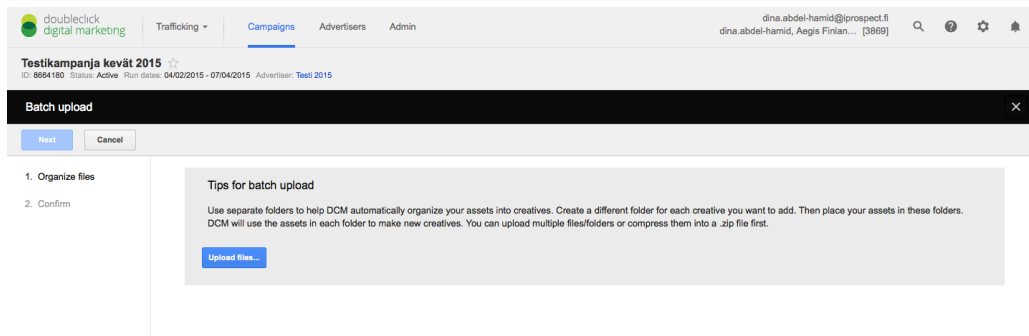 doubleclick
digital marketing
Trafficking
Campaigns
Advertisers
Admin
dina.abdel-hamid@iprospect.fi
dina.abdel-hamid, Aegis Finlan... [3869]
Testikampanja kevät 2015
ID: 8664180 Status: Active Run dates: 04/02/2015 - 07/04/2015 Advertiser: Testi 2015
Batch upload
Next
Cancel
1. Organize files
2. Confirm
Tips for batch upload
Use separate folders to help DCM automatically organize your assets into creatives. Create a different folder for each creative you want to add. Then place your assets in these folders.
DCM will use the assets in each folder to make new creatives. You can upload multiple files/folders or compress them into a .zip file first.
Upload files...